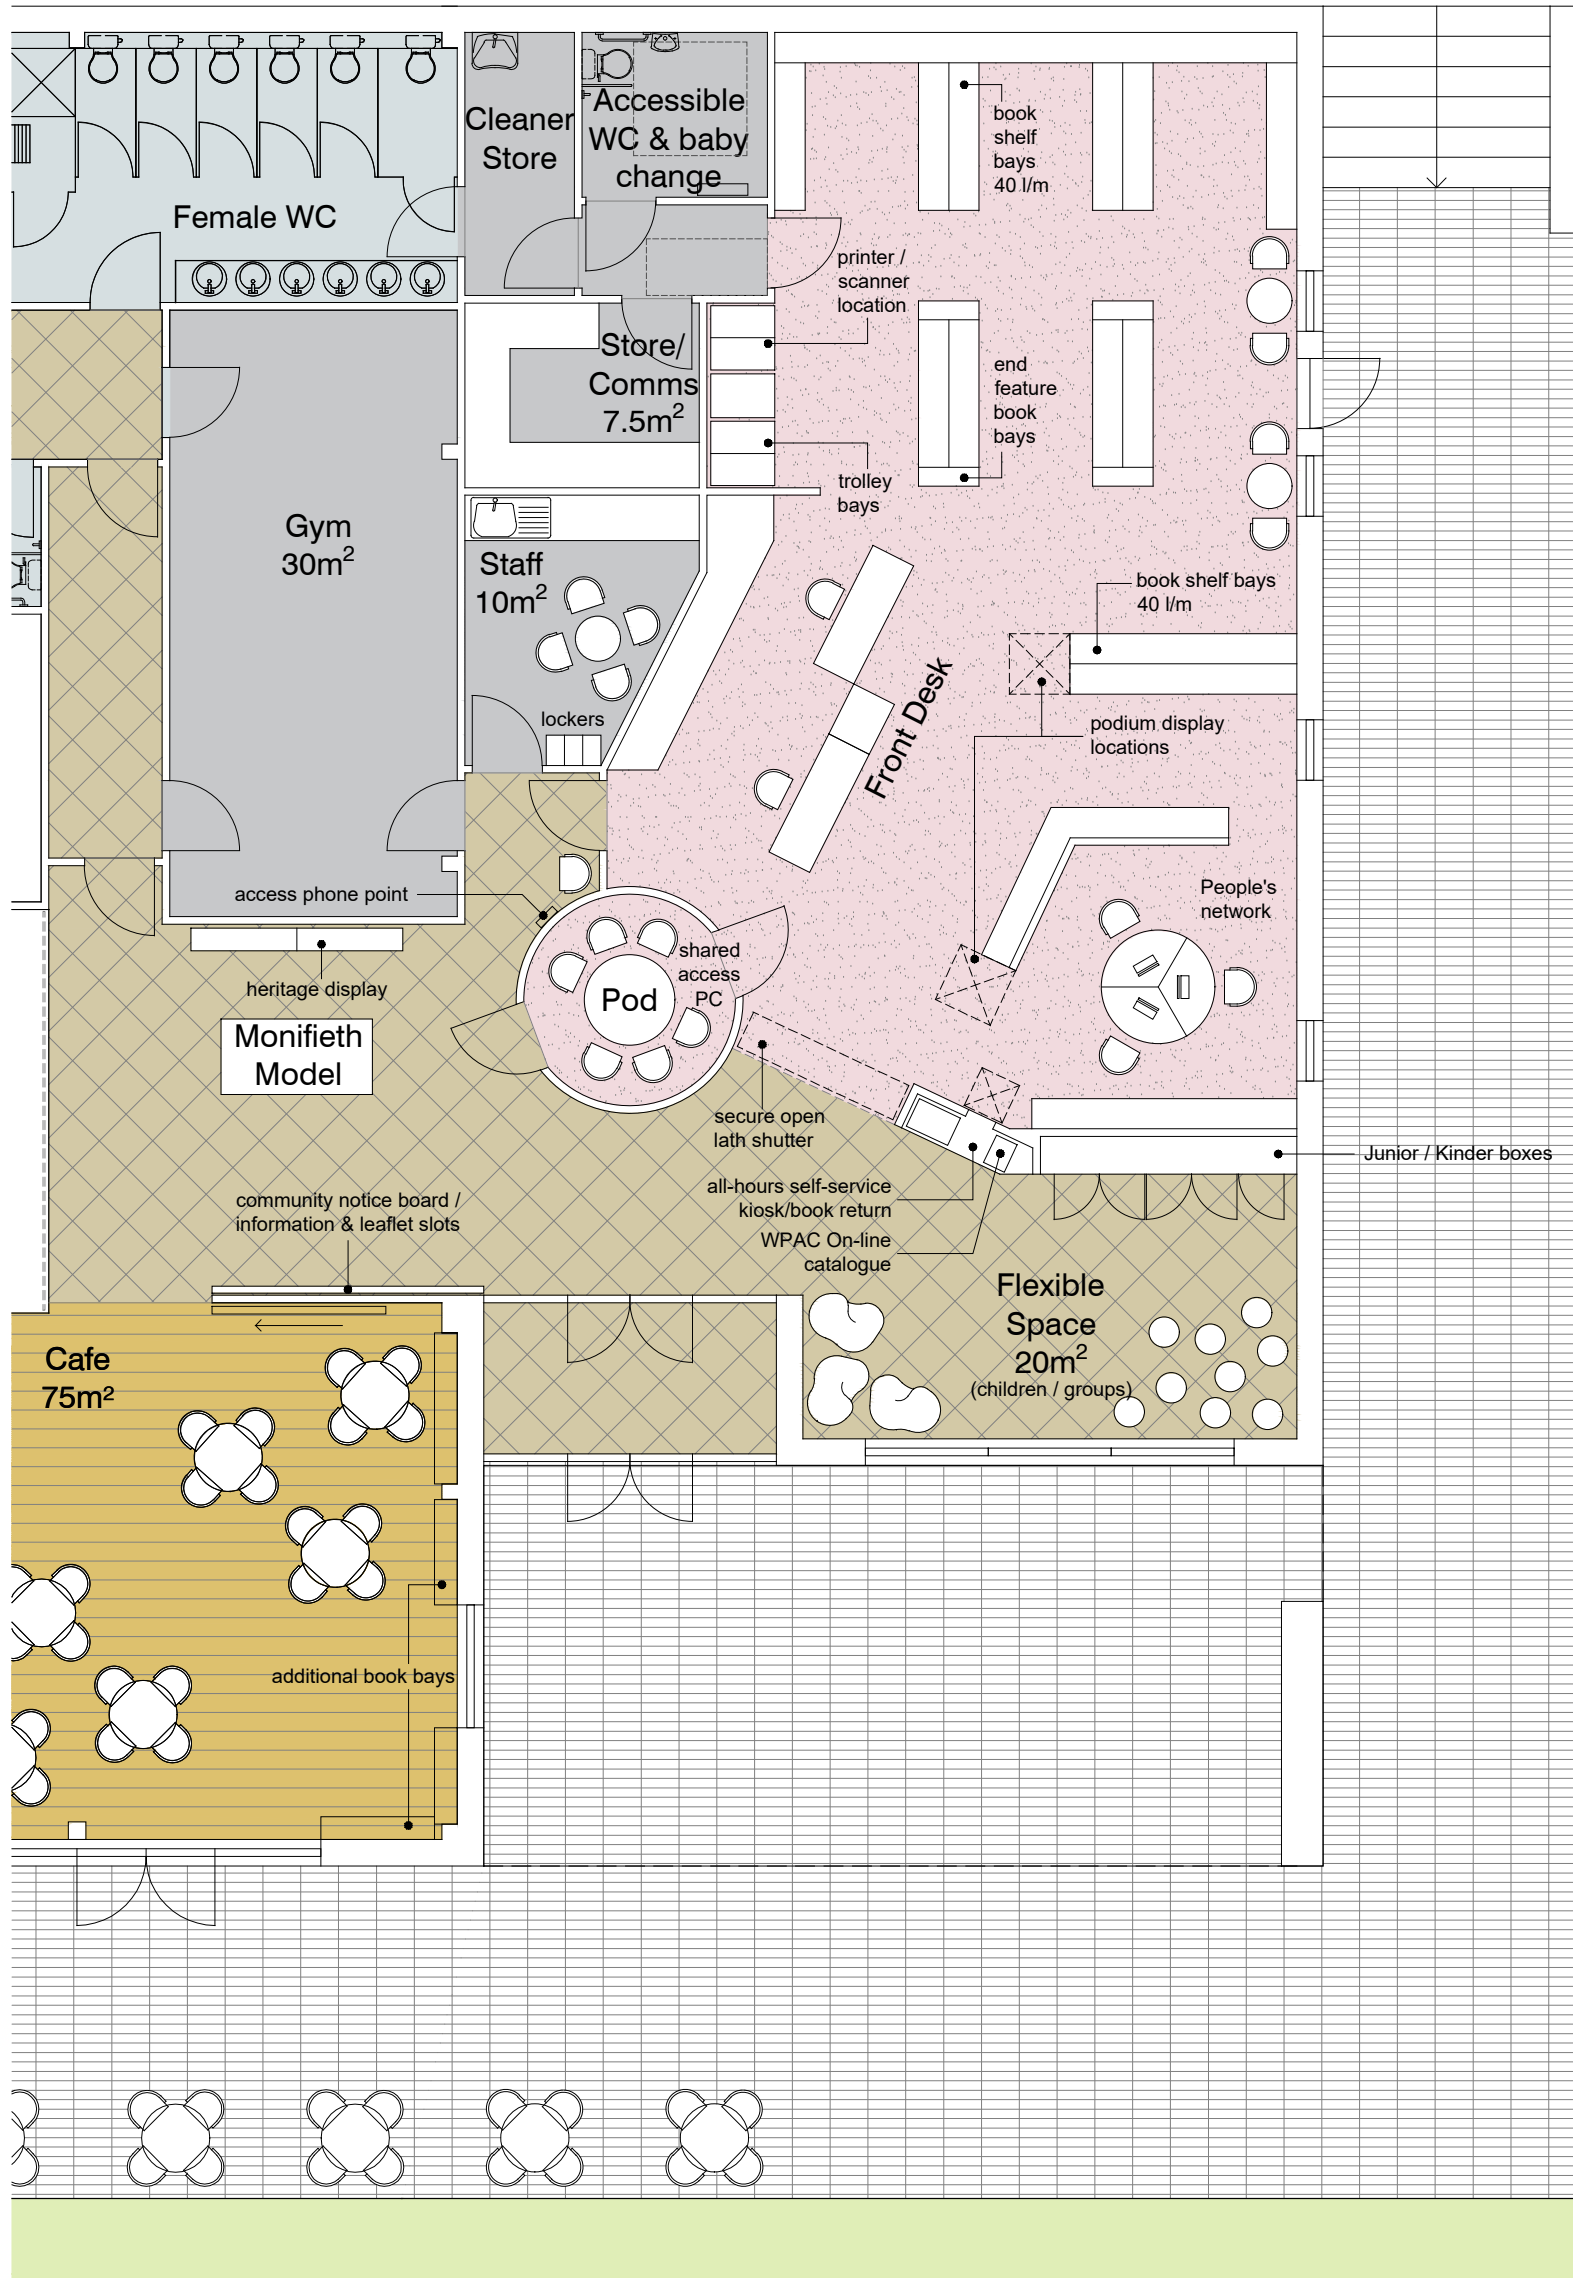 Cleaner
Store
Accessible
WC & baby
change
book
shelf
bays
40 l/m
Female WC
printer /
scanner
location
Store/
Comms
7.5m²
end
feature
book
bays
trolley
bays
Gym
30m²
Staff
10m²
book shelf bays
40 l/m
lockers
Front Desk
podium display
locations
access phone point
People's
network
shared
access
PC
Pod
heritage display
Monifieth
Model
secure open
lath shutter
Junior / Kinder boxes
all-hours self-service
kiosk/book return
community notice board /
information & leaflet slots
WPAC On-line
catalogue
Flexible
Space
20m²
(children / groups)
Cafe
75m²
additional book bays